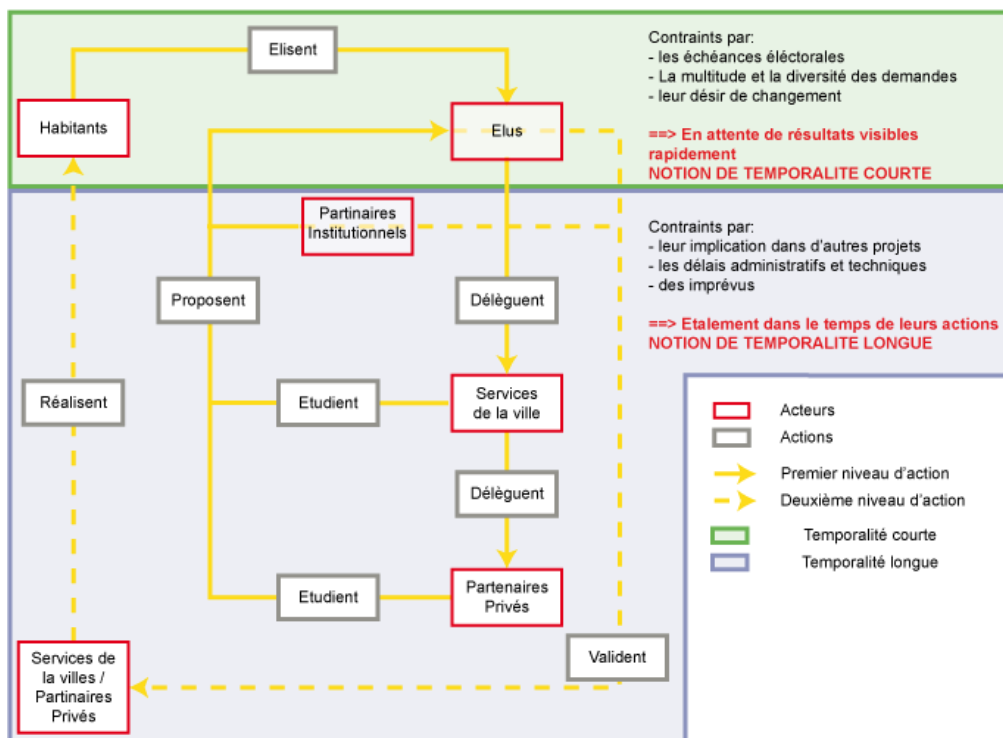 Elisent
Habitants
Elus
Contraints par:
- les échéances éléctorales
- La multitude et la diversité des demandes
- leur désir de changement
==> En attente de résultats visibles
rapidement
NOTION DE TEMPORALITE COURTE
Partinaires
Institutionnels
Contraints par:
- leur implication dans d'autres projets
- les délais administratifs et techniques
- des imprévus
==> Etalement dans le temps de leurs actions
NOTION DE TEMPORALITE LONGUE
Proposent
Délèguent
Réalisent
Etudient
Services
de la ville
Délèguent
Etudient
Partenaires
Privés
Valident
Services de
la villes /
Partinaires
Privés
Acteurs
Actions
Premier niveau d'action
Deuxième niveau d'action
Temporalité courte
Temporalité longue